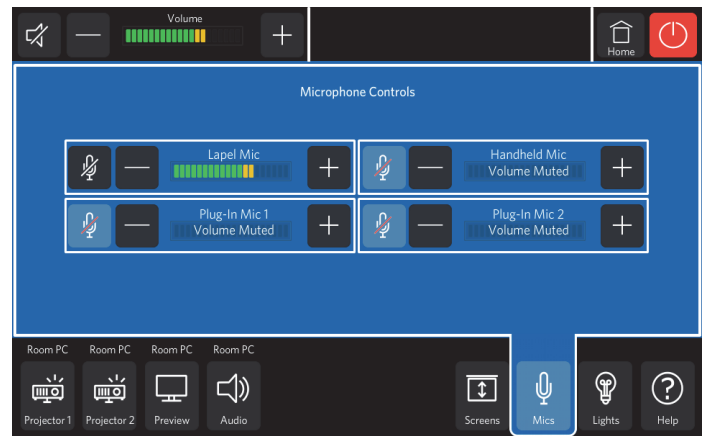 Volume
Home
Microphone Controls
Lapel Mic
Handheld Mic
Volume Muted
Plug-In Mic 1
Volume Muted
Plug-In Mic 2
Volume Muted
Room PC
Room PC
Room PC
Room PC
Projector 1
Projector 2
Preview
Audio
Screens
Mics
Lights
?
Help